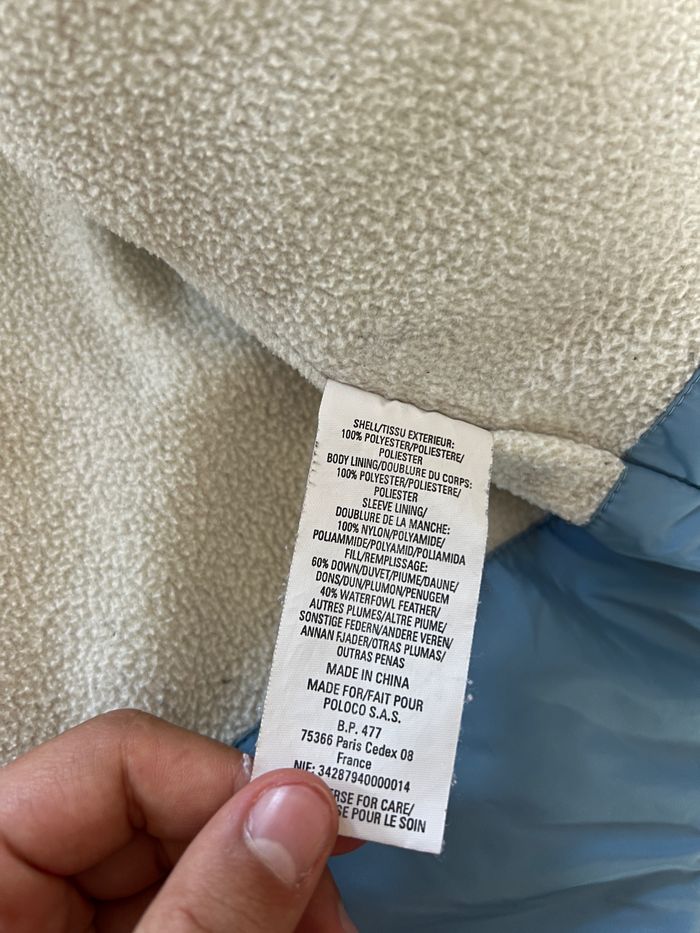 SHELL/TISSU EXTERIEUR:
100% POLYESTER/POLIESTERE/
POLIESTER
BODY LINING/DOUBLURE DU CORPS:
100% POLYESTER/POLIESTERE/
POLIESTER
SLEEVE LINING/
DOUBLURE DE LA MANCHE:
100% NYLON/POLYAMIDE/
POLIAMMIDE/POLYAMID/POLIAMIDA
FILL/REMPLISSAGE:
60% DOWN/DUVET/PIUME/DAUNE/
DONS/DUN/PLUMON/PENUGEM
40% WATERFOWL FEATHER/
AUTRES PLUMES/ALTRE PIUME/
SONSTIGE FEDERN/ANDERE VEREN/
ANNAN FJADER/OTRAS PLUMAS/
OUTRAS PENAS
MADE IN CHINA
MADE FOR/FAIT POUR
POLOCO S.A.S.
B.P. 477
75366 Paris Cedex 08
France
NIF: 34287940000014
RSE FOR CARE/
SE POUR LE SOIN